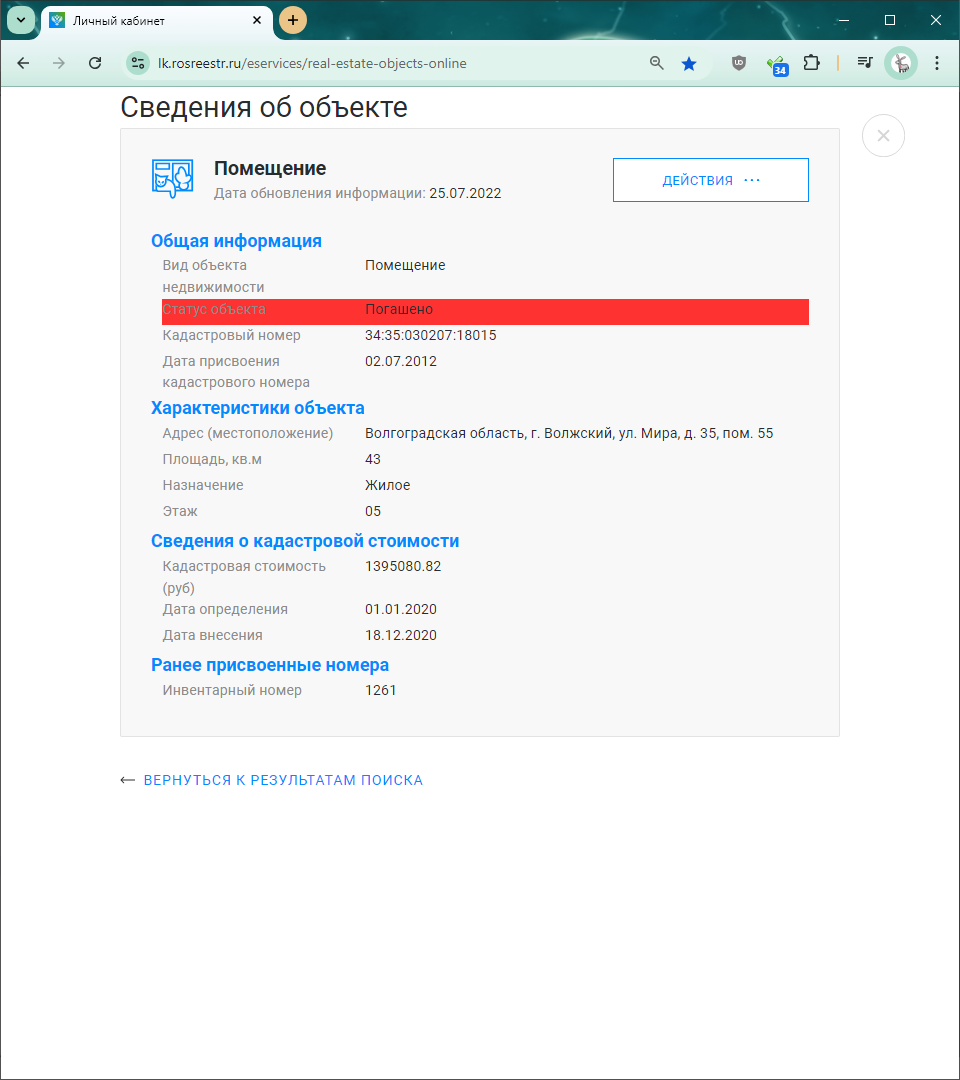 Личный кабинет
lk.rosreestr.ru/eservices/real-estate-objects-online
34
Сведения об объекте
Помещение
Дата обновления информации: 25.07.2022
ДЕЙСТВИЯ ···
Общая информация
Вид объекта Помещение
недвижимости
Статус объекта Погашено
Кадастровый номер 34:35:030207:18015
Дата присвоения 02.07.2012
кадастрового номера
Характеристики объекта
Адрес (местоположение) Волгоградская область, г. Волжский, ул. Мира, д. 35, пом. 55
Площадь, кв.м 43
Назначение Жилое
Этаж 05
Сведения о кадастровой стоимости
Кадастровая стоимость 1395080.82
(руб)
Дата определения 01.01.2020
Дата внесения 18.12.2020
Ранее присвоенные номера
Инвентарный номер 1261
ВЕРНУТЬСЯ К РЕЗУЛЬТАТАМ ПОИСКА